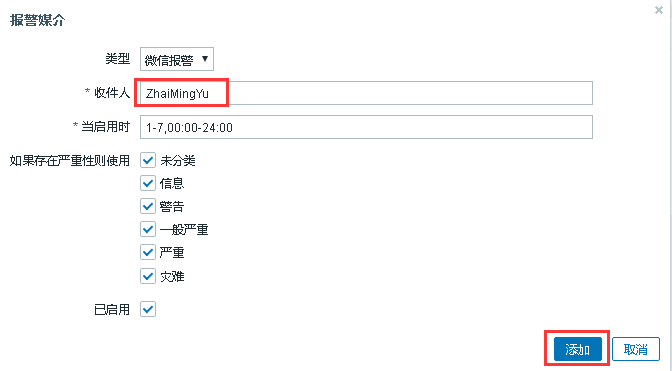 报警媒介
类型 微信报警
* 收件人 ZhaiMingYu
* 当启用时 1-7,00:00-24:00
如果存在严重性则使用 未分类
信息
警告
一般严重
严重
灾难
已启用
添加 取消